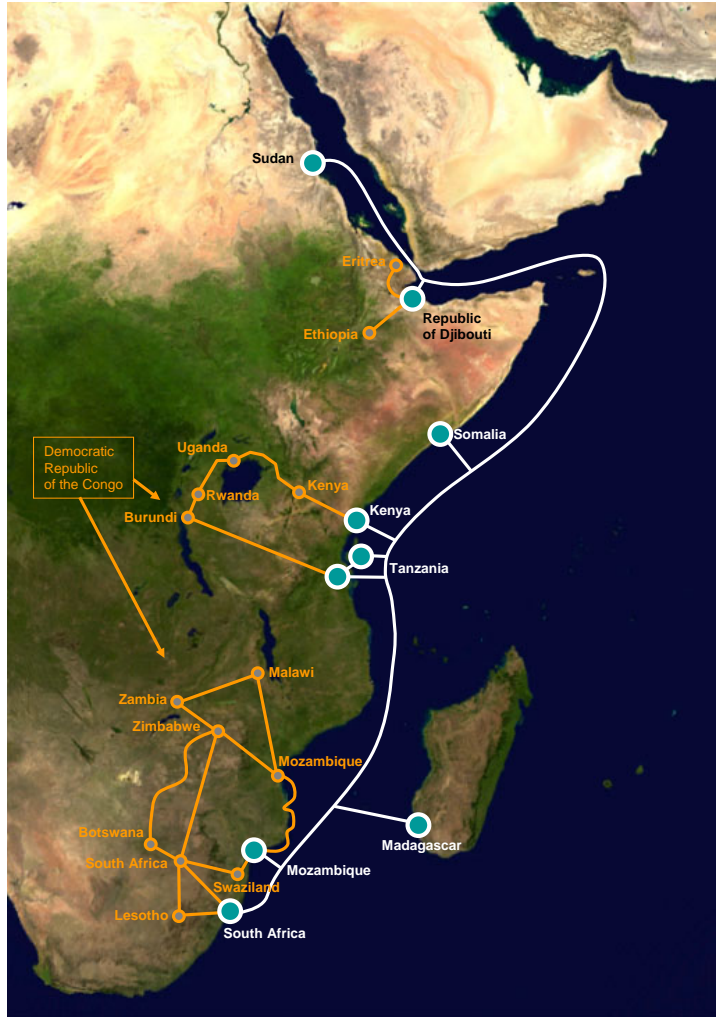 Sudan
Eritrea
Republic
of Djibouti
Ethiopia
Somalia
Democratic
Republic
of the Congo
Uganda
Rwanda
Kenya
Burundi
Kenya
Tanzania
Malawi
Zambia
Zimbabwe
Mozambique
Botswana
South Africa
Madagascar
Swaziland
Mozambique
Lesotho
South Africa